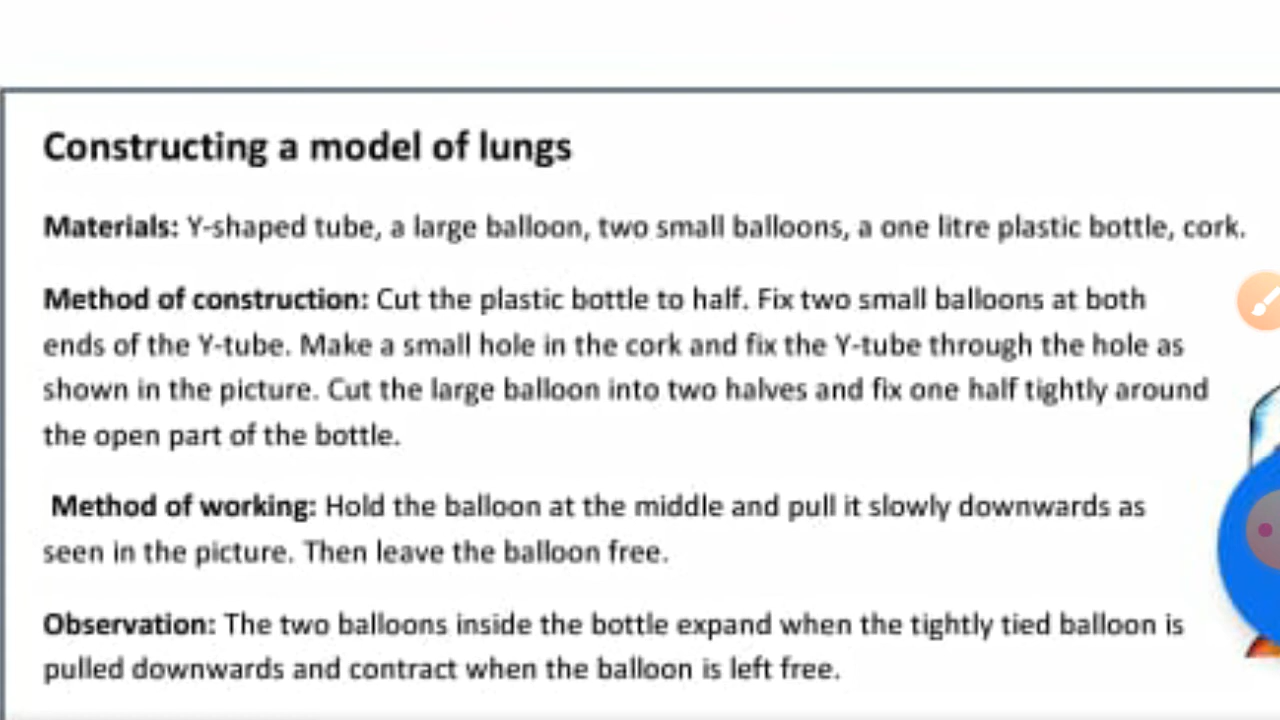 Constructing a model of lungs
Materials: Y-shaped tube, a large balloon, two small balloons, a one litre plastic bottle, cork.
Method of construction: Cut the plastic bottle to half. Fix two small balloons at both
ends of the Y-tube. Make a small hole in the cork and fix the Y-tube through the hole as
shown in the picture. Cut the large balloon into two halves and fix one half tightly around
the open part of the bottle.
Method of working: Hold the balloon at the middle and pull it slowly downwards as
seen in the picture. Then leave the balloon free.
Observation: The two balloons inside the bottle expand when the tightly tied balloon is
pulled downwards and contract when the balloon is left free.